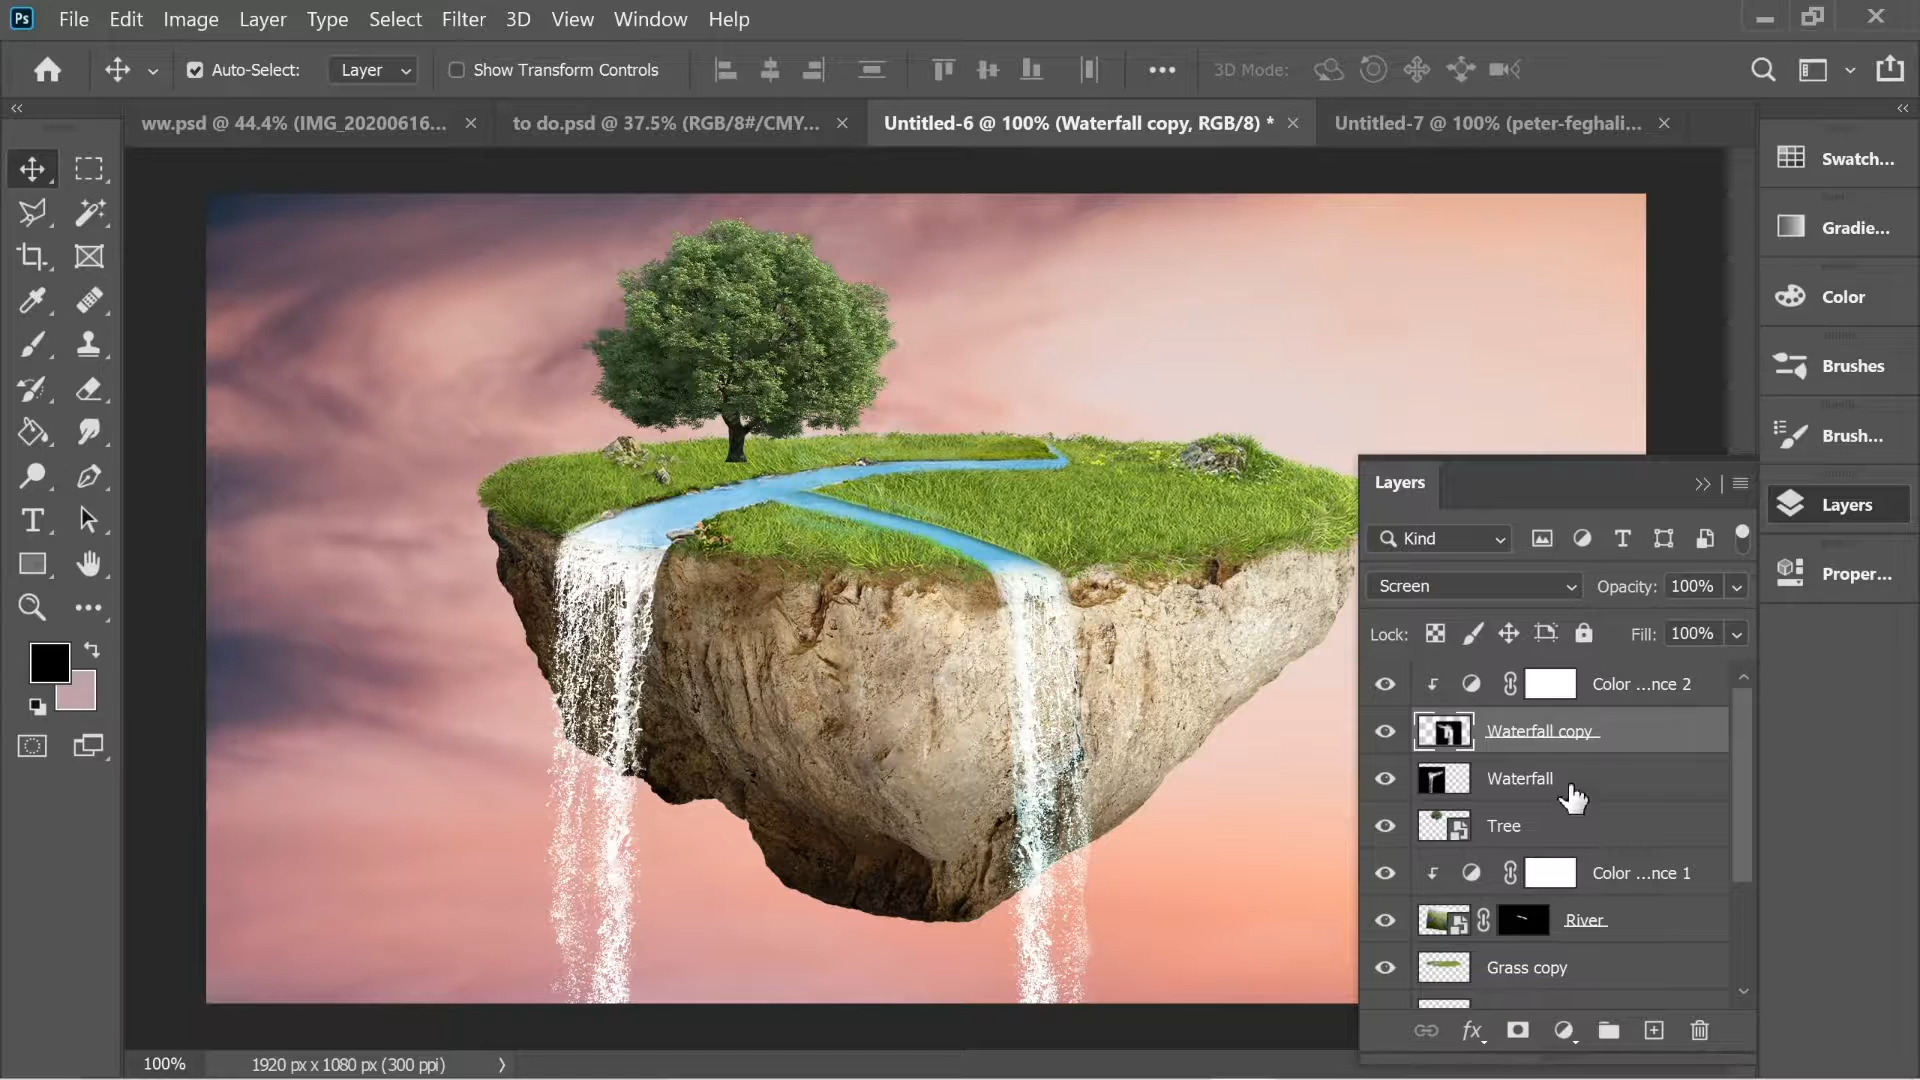 Ps File Edit Image Layer Type Select Filter 3D View Window Help
Auto-Select: Layer Show Transform Controls 3D Mode:
ww.psd @ 44.4% (IMG_20200616... × to do.psd @ 37.5% (RGB/8#/CMY... × Untitled-6 @ 100% (Waterfall copy, RGB/8) * × Untitled-7 @ 100% (peter-feghali... ×
Swatch...
Gradie...
Color
Brushes
Brush...
Layers
Proper...
Layers
Kind
Screen Opacity: 100%
Lock: Fill: 100%
Color ...nce 2
Waterfall copy
Waterfall
Tree
Color ...nce 1
River
Grass copy
fx
T
100% 1920 px x 1080 px (300 ppi)